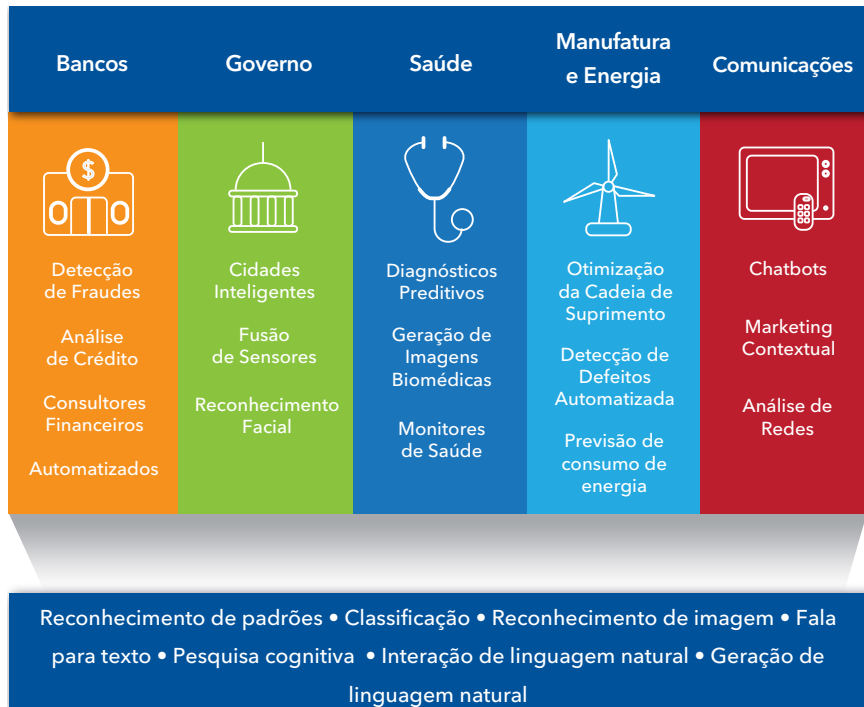 Bancos
Governo
Saúde
Manufatura
e Energia
Comunicações
$
Detecção
de Fraudes
Análise
de Crédito
Consultores
Financeiros
Automatizados
Cidades
Inteligentes
Fusão
de Sensores
Reconhecimento
Facial
Diagnósticos
Preditivos
Geração de
Imagens
Biomédicas
Monitores
de Saúde
Otimização
da Cadeia de
Suprimento
Detecção de
Defeitos
Automatizada
Previsão de
consumo de
energia
Chatbots
Marketing
Contextual
Análise de
Redes
Reconhecimento de padrões • Classificação • Reconhecimento de imagem • Fala
para texto • Pesquisa cognitiva • Interação de linguagem natural • Geração de
linguagem natural